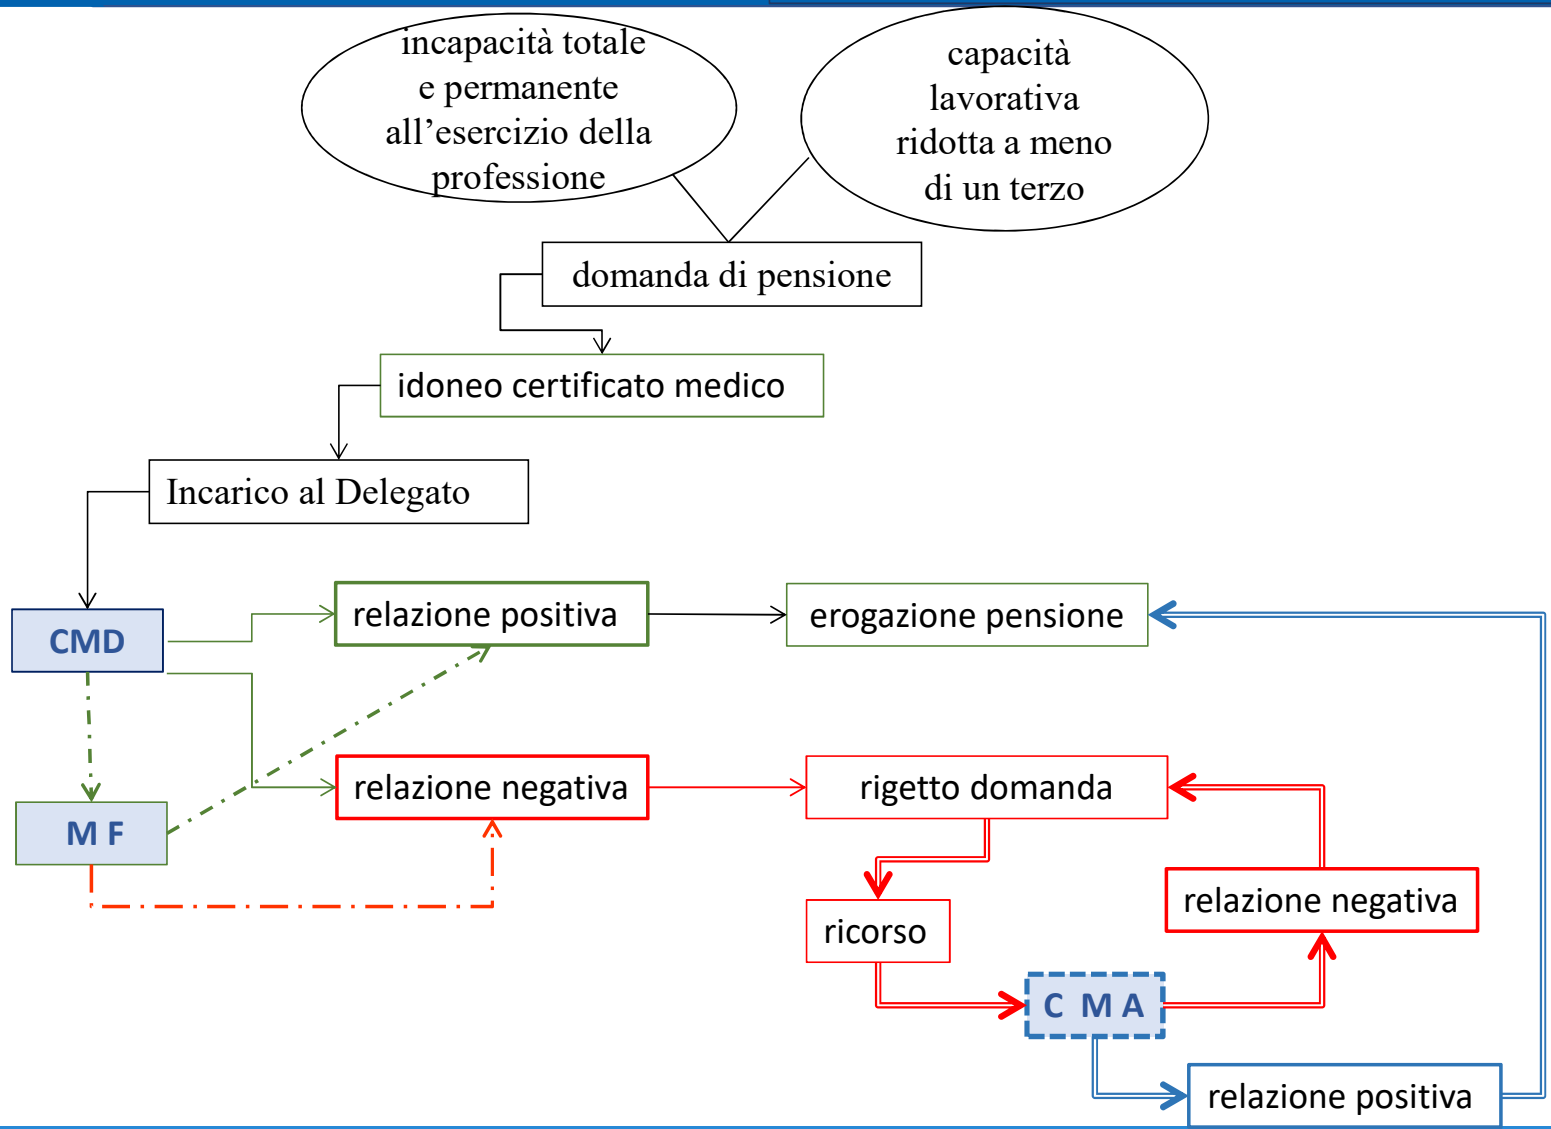 incapacità totale
e permanente
all’esercizio della
professione
capacità
lavorativa
ridotta a meno
di un terzo
domanda di pensione
idoneo certificato medico
Incarico al Delegato
CMD
relazione positiva
erogazione pensione
M F
relazione negativa
rigetto domanda
ricorso
relazione negativa
C M A
relazione positiva